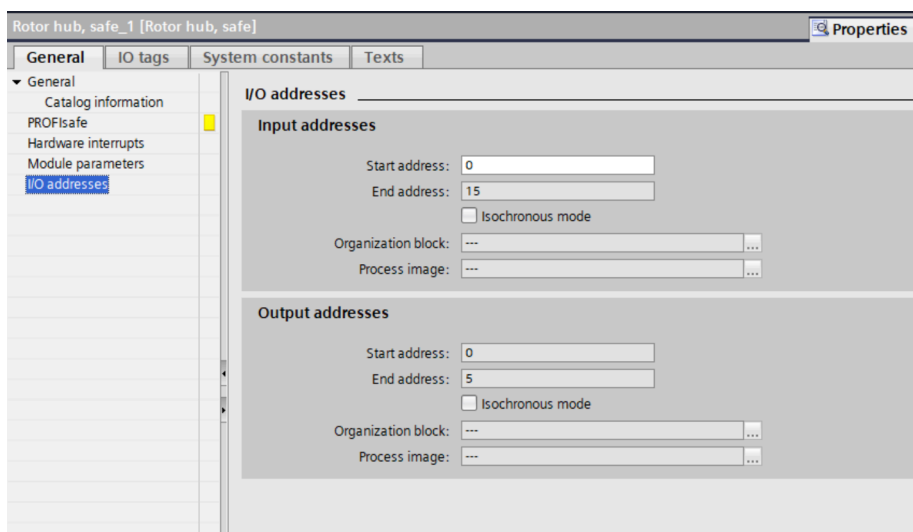 Rotor hub, safe_1 [Rotor hub, safe]
Properties
General
IO tags
System constants
Texts
General
Catalog information
PROFIsafe
Hardware interrupts
Module parameters
I/O addresses
I/O addresses
Input addresses
Start address: 0
End address: 15
Isochronous mode
Organization block: --- ...
Process image: --- ...
Output addresses
Start address: 0
End address: 5
Isochronous mode
Organization block: --- ...
Process image: --- ...